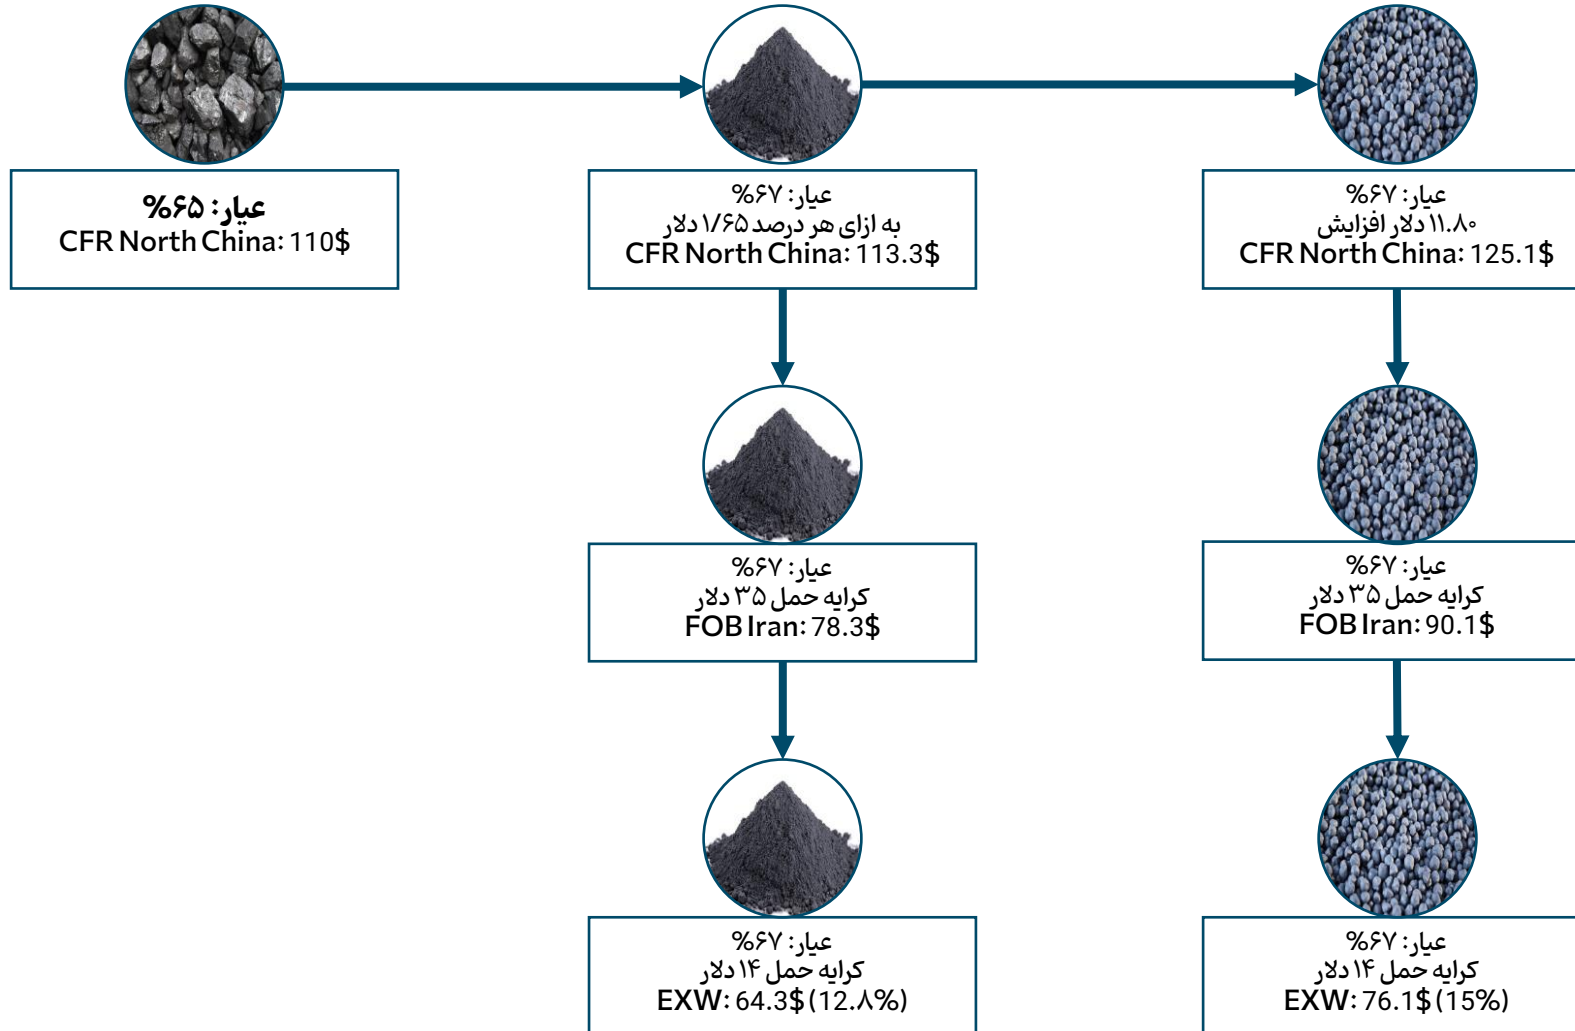 عیار: ۶۵%
CFR North China: 110$
عیار: ۶۷%
به ازای هر درصد ۱/۶۵ دلار
CFR North China: 113.3$
عیار: ۶۷%
۱۱.۸۰ دلار افزایش
CFR North China: 125.1$
عیار: ۶۷%
کرایه حمل ۳۵ دلار
FOB Iran: 78.3$
عیار: ۶۷%
کرایه حمل ۳۵ دلار
FOB Iran: 90.1$
عیار: ۶۷%
کرایه حمل ۱۴ دلار
EXW: 64.3$ (12.۸%)
عیار: ۶۷%
کرایه حمل ۱۴ دلار
EXW: 76.1$ (15%)